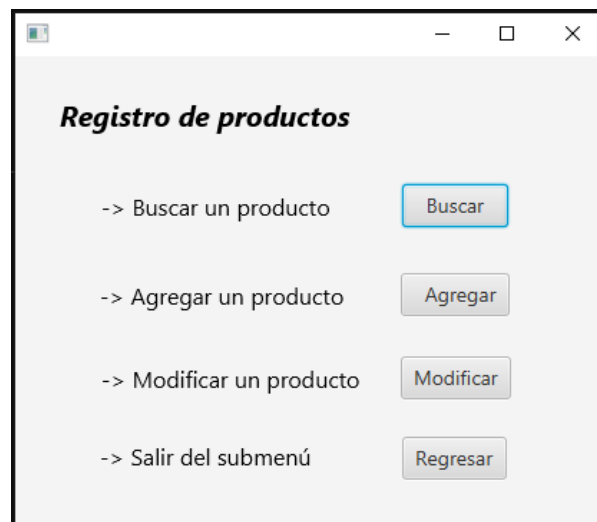 Registro de productos
-> Buscar un producto Buscar
-> Agregar un producto Agregar
-> Modificar un producto Modificar
-> Salir del submenú Regresar